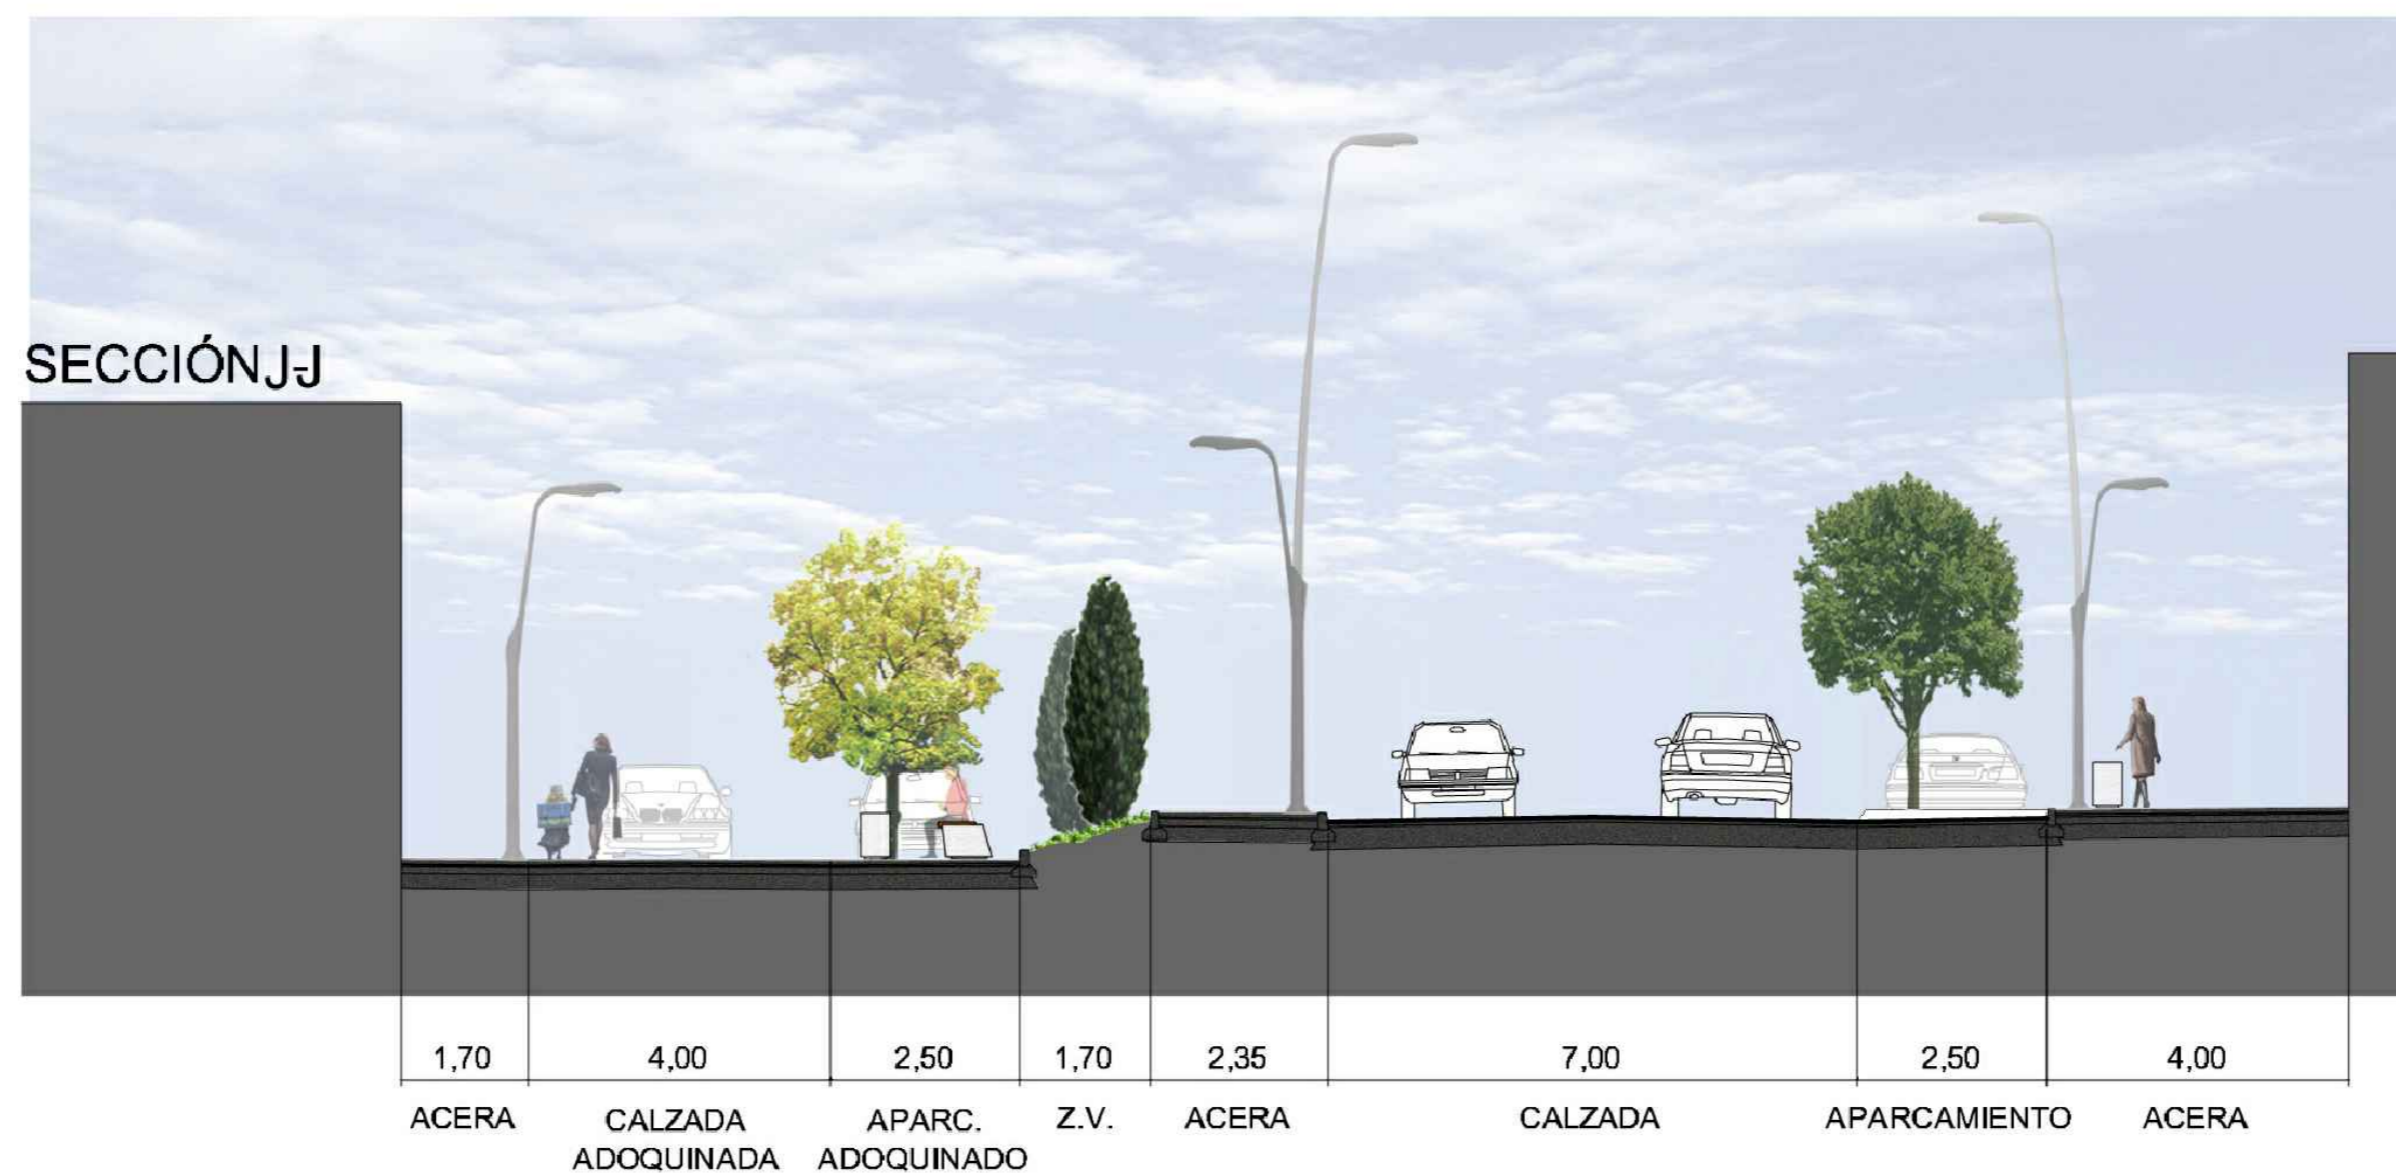 SECCIÓN J-J
1,70 4,00 2,50 1,70 2,35 7,00 2,50 4,00
ACERA CALZADA ADOQUINADA APARC. ADOQUINADO Z.V. ACERA CALZADA APARCAMIENTO ACERA